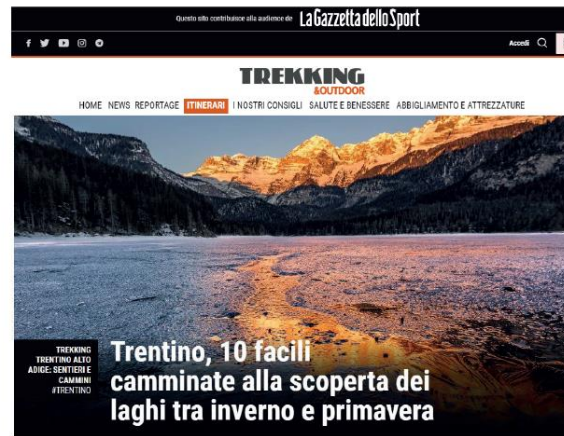 Questo sito contribuisce alla audience de La Gazzetta dello Sport
Accedi
TREKKING
&OUTDOOR
HOME NEWS REPORTAGE ITINERARI I NOSTRI CONSIGLI SALUTE E BENESSERE ABBIGLIAMENTO E ATTREZZATURE
TREKKING
TRENTINO ALTO
ADIGE: SENTIERI E
CAMMINI
#TRENTINO
Trentino, 10 facili
camminate alla scoperta dei
laghi tra inverno e primavera